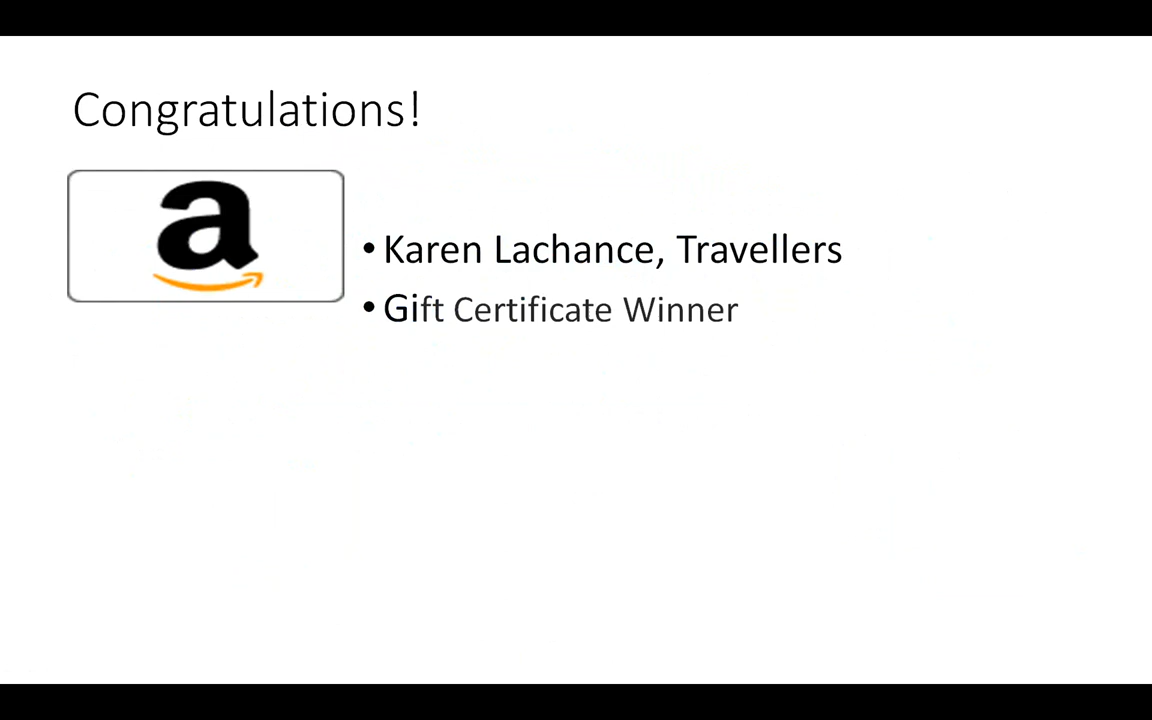 Congratulations!
a
• Karen Lachance, Travellers
• Gift Certificate Winner